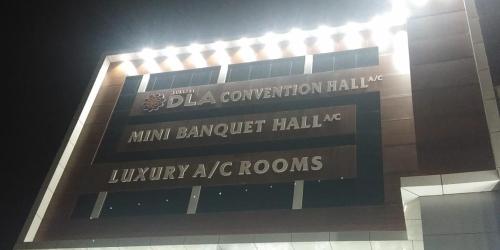 DLA CONVENTION HALL A/C
MINI BANQUET HALL A/C
LUXURY A/C ROOMS